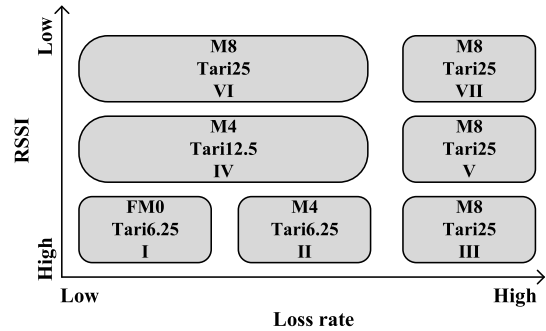 Low
M8
Tari25
VI
M8
Tari25
VII
RSSI
M4
Tari12.5
IV
M8
Tari25
V
High
FM0
Tari6.25
I
M4
Tari6.25
II
M8
Tari25
III
Low
High
Loss rate